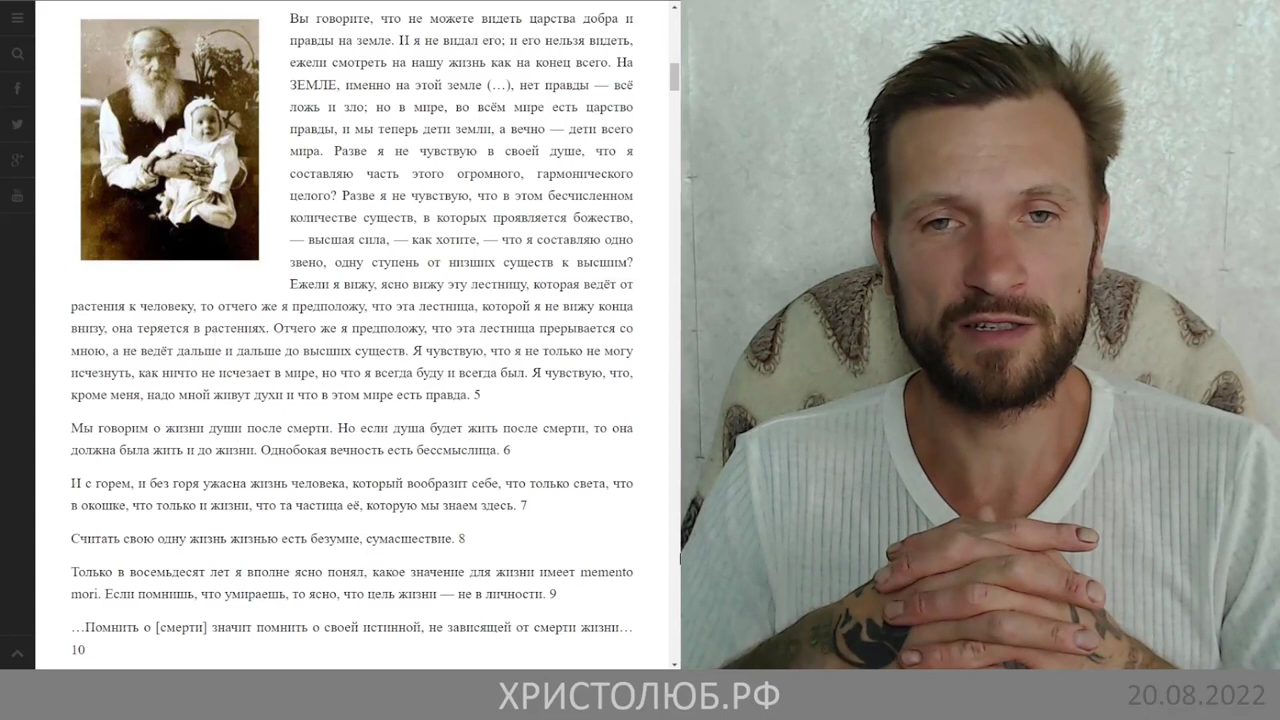 Вы говорите, что не можете видеть царства добра и
правды на земле. И я не видал его; и его нельзя видеть,
ежели смотреть на нашу жизнь как на конец всего. На
ЗЕМЛЕ, именно на этой земле (…), нет правды — всё
ложь и зло; но в мире, во всём мире есть царство
правды, и мы теперь дети земли, а вечно — дети всего
мира. Разве я не чувствую в своей душе, что я
составляю часть этого огромного, гармонического
целого? Разве я не чувствую, что в этом бесчисленном
количестве существ, в которых проявляется божество,
— высшая сила, — как хотите, — что я составляю одно
звено, одну ступень от низших существ к высшим?
Ежели я вижу, ясно вижу эту лестницу, которая ведёт от
растения к человеку, то отчего же я предположу, что эта лестница, которой я не вижу конца
внизу, она теряется в растениях. Отчего же я предположу, что эта лестница прерывается со
мною, а не ведёт дальше и дальше до высших существ. Я чувствую, что я не только не могу
исчезнуть, как ничто не исчезает в мире, но что я всегда буду и всегда был. Я чувствую, что,
кроме меня, надо мной живут духи и что в этом мире есть правда. 5
Мы говорим о жизни души после смерти. Но если душа будет жить после смерти, то она
должна была жить и до жизни. Однобокая вечность есть бессмыслица. 6
И с горем, и без горя ужасна жизнь человека, который вообразит себе, что только света, что
в окошке, что только и жизни, что та частица её, которую мы знаем здесь. 7
Считать свою одну жизнь жизнью есть безумие, сумасшествие. 8
Только в восемьдесят лет я вполне ясно понял, какое значение для жизни имеет memento
mori. Если помнишь, что умираешь, то ясно, что цель жизни — не в личности. 9
…Помнить о [смерти] значит помнить о своей истинной, не зависящей от смерти жизни…
10
ХРИСТОЛЮБ.РФ
20.08.2022